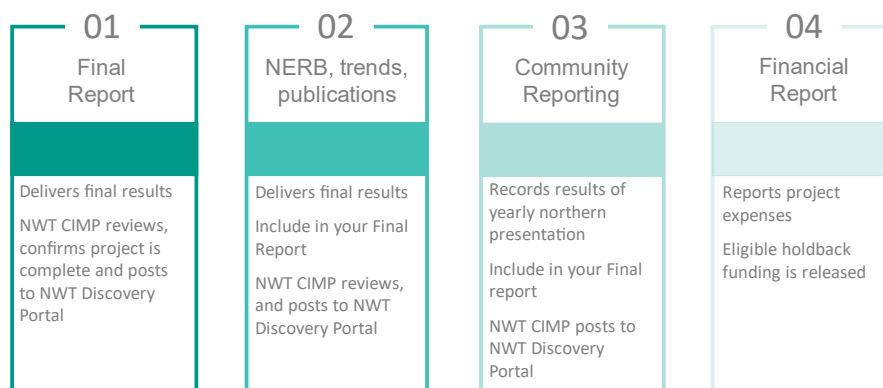 01
Final
Report
Delivers final results
NWT CIMP reviews,
confirms project is
complete and posts
to NWT Discovery
Portal
02
NERB, trends,
publications
Delivers final results
Include in your Final
Report
NWT CIMP reviews,
and posts to NWT
Discovery Portal
03
Community
Reporting
Records results of
yearly northern
presentation
Include in your Final
report
NWT CIMP posts to
NWT Discovery
Portal
04
Financial
Report
Reports project
expenses
Eligible holdback
funding is released